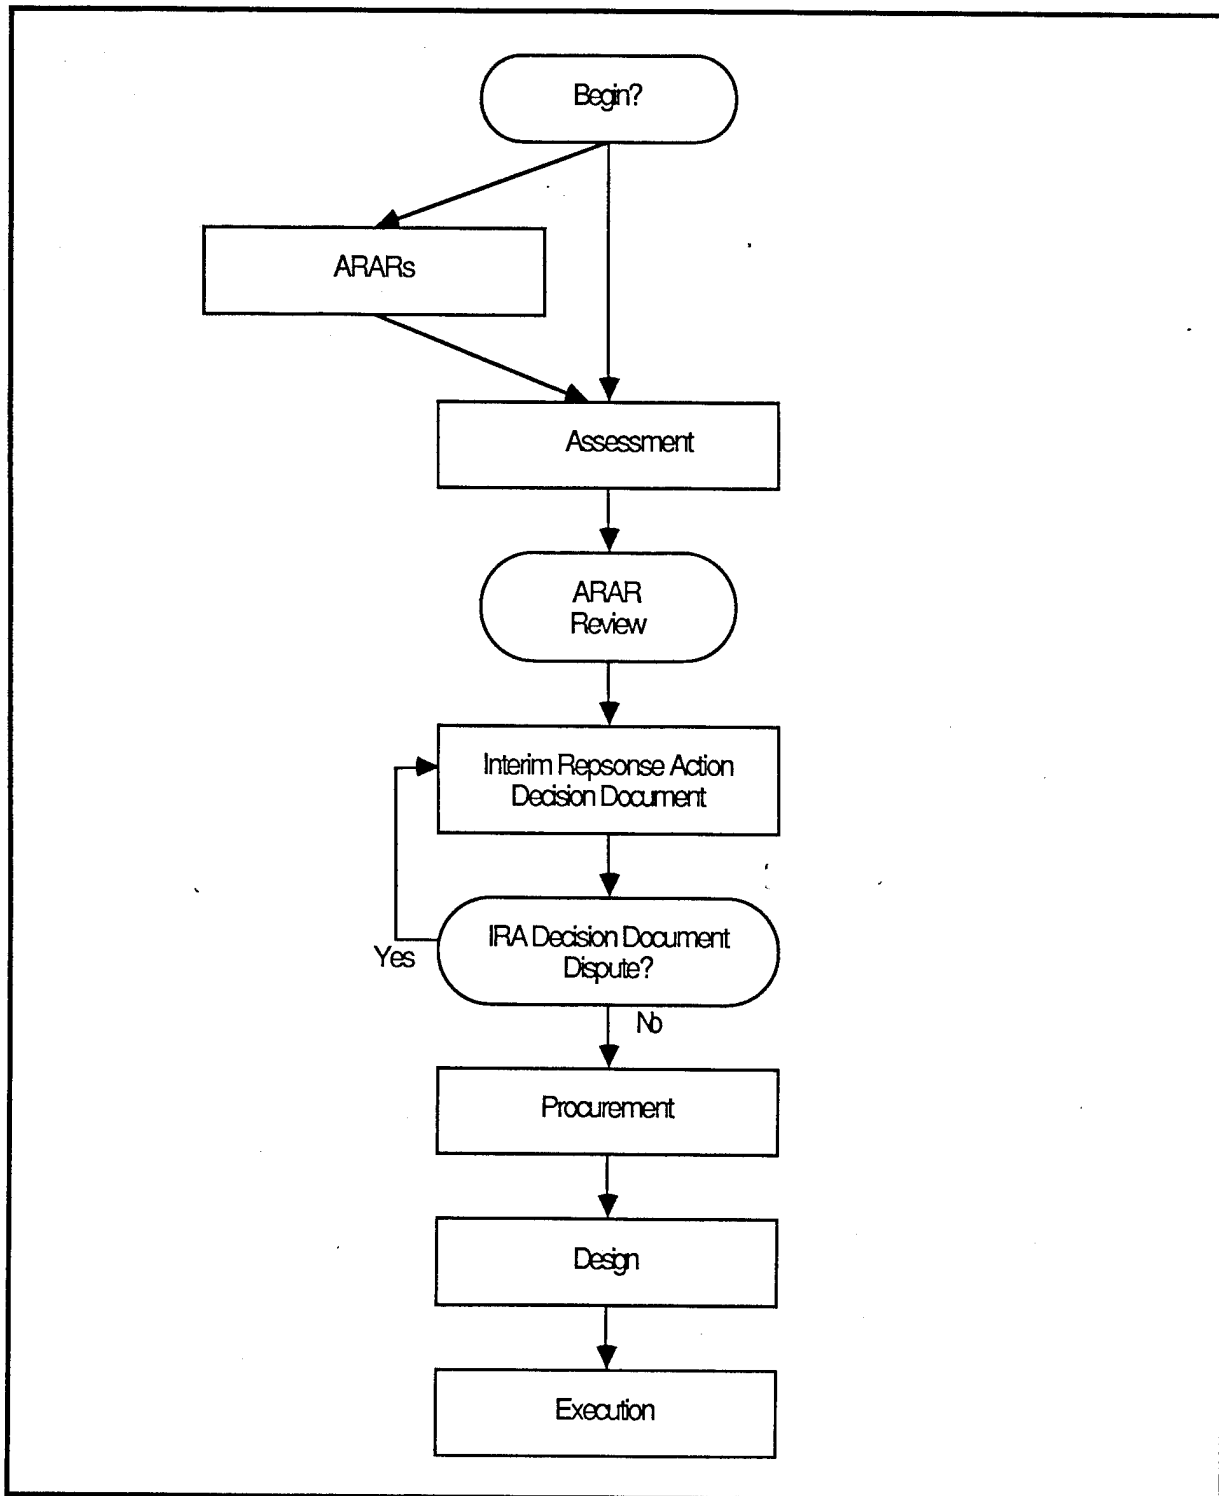 Begin?
ARARs
Assessment
ARAR
Review
Interim Repsonse Action
Decision Document
IRA Decision Document
Dispute?
Yes
No
Procurement
Design
Execution